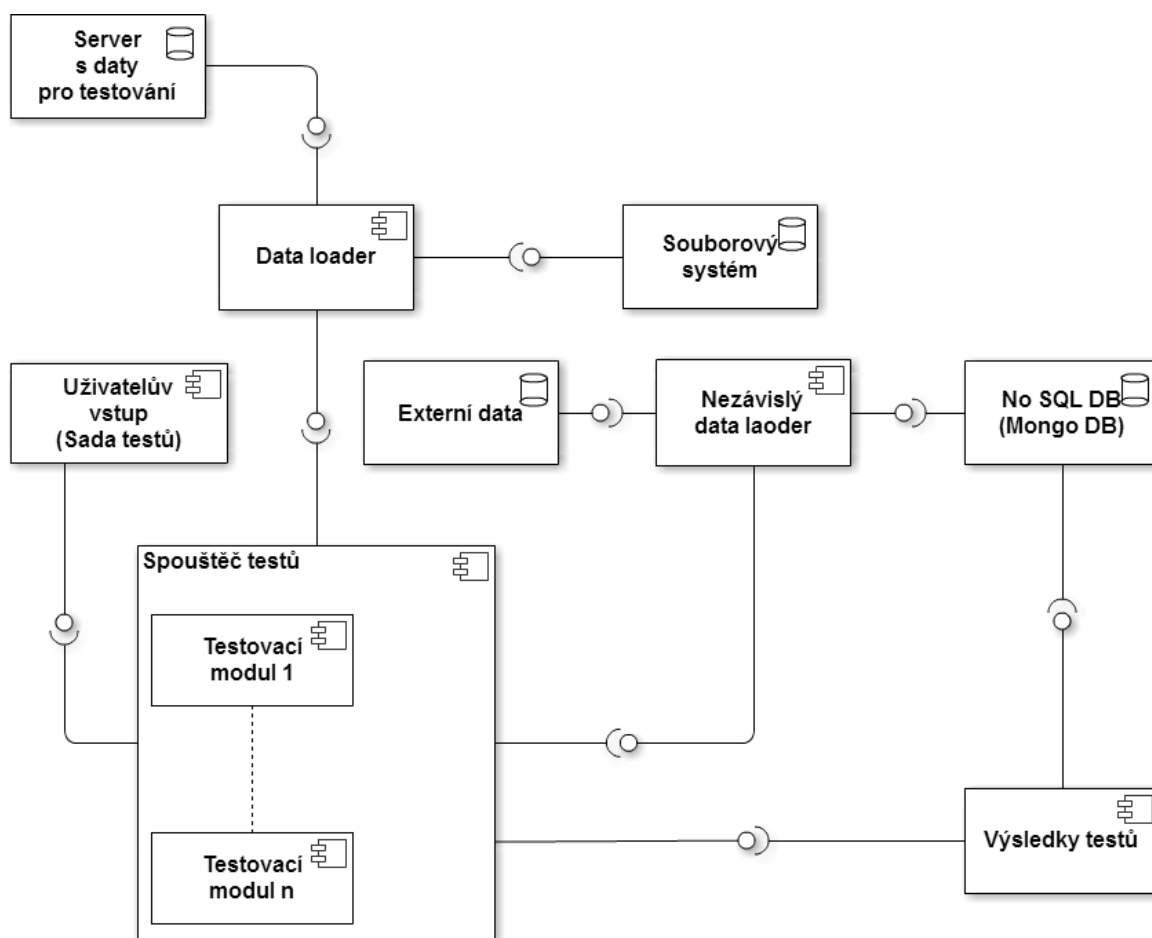 Server
s daty
pro testování
Data loader
Souborový
systém
Uživatelův
vstup
(Sada testů)
Externí data
Nezávislý
data laoder
No SQL DB
(Mongo DB)
Spouštěč testů
Testovací
modul 1
Testovací
modul n
Výsledky testů